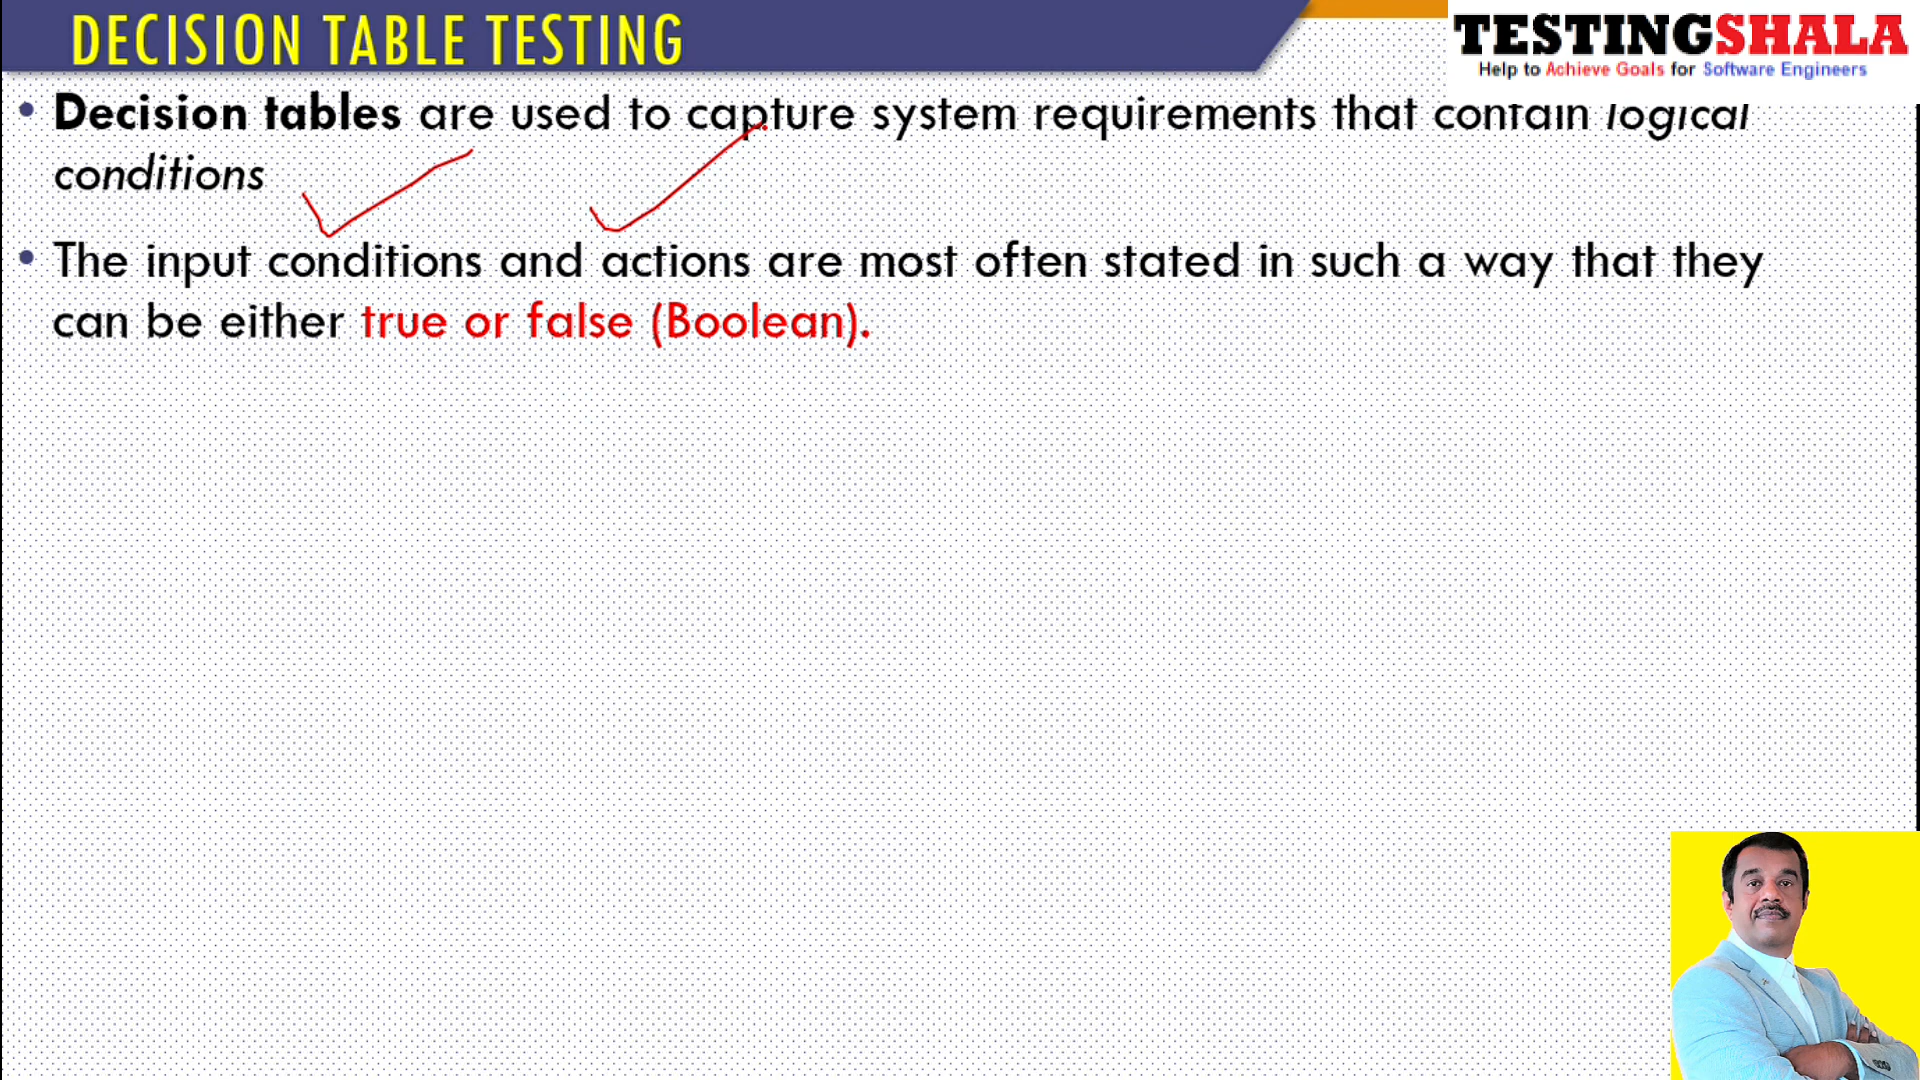 DECISION TABLE TESTING
TESTINGSHALA
Help to Achieve Goals for Software Engineers
• Decision tables are used to capture system requirements that contain logical
conditions
• The input conditions and actions are most often stated in such a way that they
can be either true or false (Boolean).